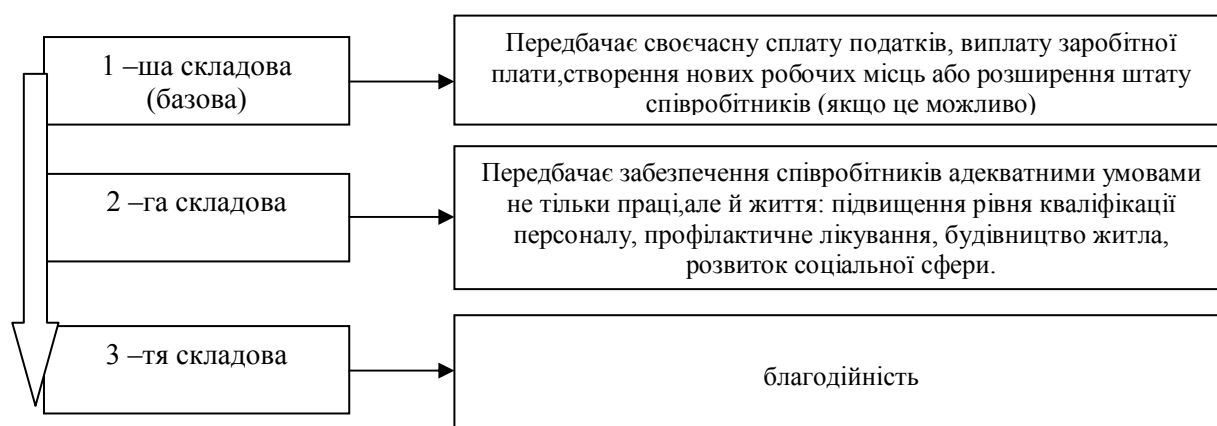 1 –ша складова
(базова)
Передбачає своєчасну сплату податків, виплату заробітної
плати,створення нових робочих місць або розширення штату
співробітників (якщо це можливо)
2 –га складова
Передбачає забезпечення співробітників адекватними умовами
не тільки праці,але й життя: підвищення рівня кваліфікації
персоналу, профілактичне лікування, будівництво житла,
розвиток соціальної сфери.
3 –тя складова
благодійність